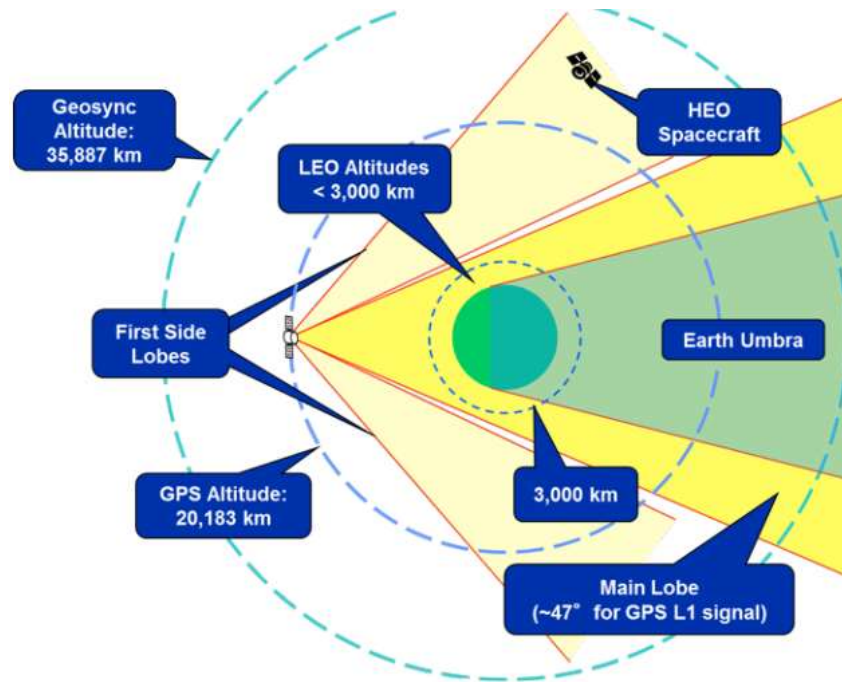 Geosync
Altitude:
35,887 km
HEO
Spacecraft
LEO Altitudes
< 3,000 km
First Side
Lobes
Earth Umbra
GPS Altitude:
20,183 km
3,000 km
Main Lobe
(~47° for GPS L1 signal)